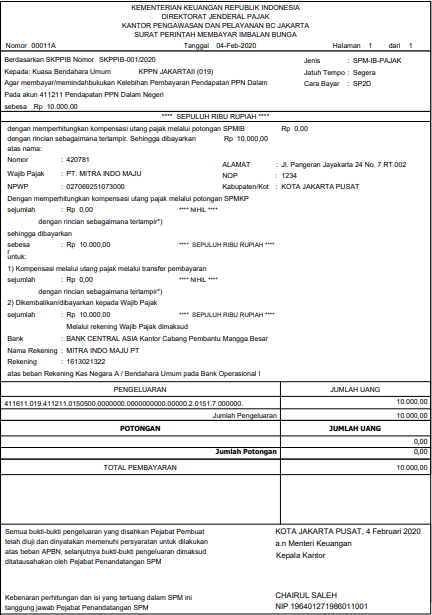 KEMENTERIAN KEUANGAN REPUBLIK INDONESIA
DIREKTORAT JENDERAL PAJAK
KANTOR PENGAWASAN DAN PELAYANAN BC JAKARTA
SURAT PERINTAH MEMBAYAR IMBALAN BUNGA
Nomor 00011A Tanggal 04-Feb-2020 Halaman 1 dari 1
Berdasarkan SKPPIB Nomor SKPPIB-001/2020 Jenis : SPM-IB-PAJAK
Kepada: Kuasa Bendahara Umum KPPN JAKARTAII (019) Jatuh Tempo : Segera
Agar membayar/memindahbukukan Kelebihan Pembayaran Pendapatan PPN Dalam Cara Bayar : SP2D
Pada akun 411211 Pendapatan PPN Dalam Negeri
sebesa Rp 10.000,00
**** SEPULUH RIBU RUPIAH ****
dengan memperhitungkan kompensasi utang pajak melalui potongan SPMIB Rp 0,00
dengan rincian sebagaimana terlampir. Sehingga dibayarkan Rp 10.000,00
atas nama:
Nomor : 420781 ALAMAT : Jl. Pangeran Jayakarta 24 No. 7 RT.002
Wajib Pajak : PT. MITRA INDO MAJU NOP : 1234
NPWP : 027069251073000 Kabupaten/Kot : KOTA JAKARTA PUSAT
Dengan memperhitungkan kompensasi utang pajak melalui potongan SPMKP
sejumlah : Rp 0,00 **** NIHIL ****
dengan rincian sebagaimana terlampir*)
sehingga dibayarkan
sebesa : Rp 10.000,00 **** SEPULUH RIBU RUPIAH ****
r
untuk:
1) Kompensasi melalui utang pajak melalui transfer pembayaran
sejumlah : Rp 0,00 **** NIHIL ****
dengan rincian sebagaimana terlampir*)
2) Dikembalikan/dibayarkan kepada Wajib Pajak
sejumlah : Rp 10.000,00 **** SEPULUH RIBU RUPIAH ****
Melalui rekening Wajib Pajak dimaksud
Bank : BANK CENTRAL ASIA Kantor Cabang Pembantu Mangga Besar
Nama Rekening : MITRA INDO MAJU PT
Rekening : 1613021322
atas beban Rekening Kas Negara A / Bendahara Umum pada Bank Operasional I
PENGELUARAN JUMLAH UANG
411611.019.411211.0150500.0000000.0000000000.00000.2.0151.7.000000. 10.000,00
Jumlah Pengeluaran 10.000,00
POTONGAN JUMLAH UANG
0,00
Jumlah Potongan 0,00
TOTAL PEMBAYARAN 10.000,00
Semua bukti-bukti pengeluaran yang disahkan Pejabat Pembuat
telah diuji dan dinyatakan memenuhi persyaratan untuk dilakukan
atas beban APBN, selanjutnya bukti-bukti pengeluaran dimaksud
ditatausahakan oleh Pejabat Penandatangan SPM
KOTA JAKARTA PUSAT, 4 Februari 2020
a.n Menteri Keuangan
Kepala Kantor
Kebenaran perhitungan dan isi yang tertuang dalam SPM ini
tanggung jawab Pejabat Penandatangan SPM
CHAIRUL SALEH
NIP 196401271986011001